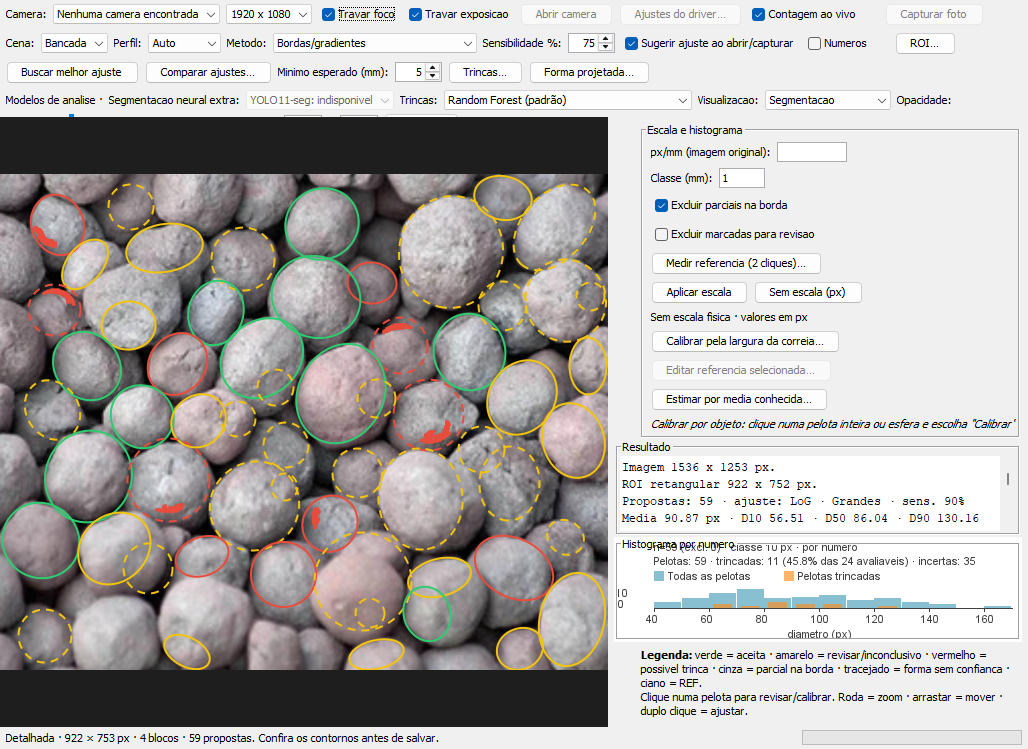 Camera: Nenhuma camera encontrada 1920 x 1080 Travar foco Travar exposicao Abrir camera Ajustes do driver... Contagem ao vivo Capturar foto
Cena: Bancada Perfil: Auto Metodo: Bordas/gradientes Sensibilidade %: 75 Sugerir ajuste ao abrir/capturar Numeros ROI...
Buscar melhor ajuste Comparar ajustes... Minimo esperado (mm): 5 Trincas... Forma projetada...
Modelos de analise · Segmentacao neural extra: YOLO11-seg: indisponivel Trincas: Random Forest (padrão) Visualizacao: Segmentacao Opacidade:
Escala e histograma
px/mm (imagem original):
Classe (mm): 1
Excluir parciais na borda
Excluir marcadas para revisao
Medir referencia (2 cliques)...
Aplicar escala Sem escala (px)
Sem escala fisica · valores em px
Calibrar pela largura da correia...
Editar referencia selecionada...
Estimar por media conhecida...
Calibrar por objeto: clique numa pelota inteira ou esfera e escolha "Calibrar'
Resultado
Imagem 1536 x 1253 px.
ROI retangular 922 x 752 px.
Propostas: 59 · ajuste: LoG · Grandes · sens. 90%
Media 90.87 px · D10 56.51 · D50 86.04 · D90 130.16
Histograma por numero
classe 10 px · por numero
Pelotas: 59 · trincadas: 11 (45.8% das 24 avaliaveis) · incertas: 35
Todas as pelotas Pelotas trincadas
10
0
40 60 80 100 120 140 160
diametro (px)
Legenda: verde = aceita · amarelo = revisar/inconclusivo · vermelho =
possivel trinca · cinza = parcial na borda · tracejado = forma sem confianca ·
ciano = REF.
Clique numa pelota para revisar/calibrar. Roda = zoom · arrastar = mover ·
duplo clique = ajustar.
Detalhada · 922 × 753 px · 4 blocos · 59 propostas. Confira os contornos antes de salvar.